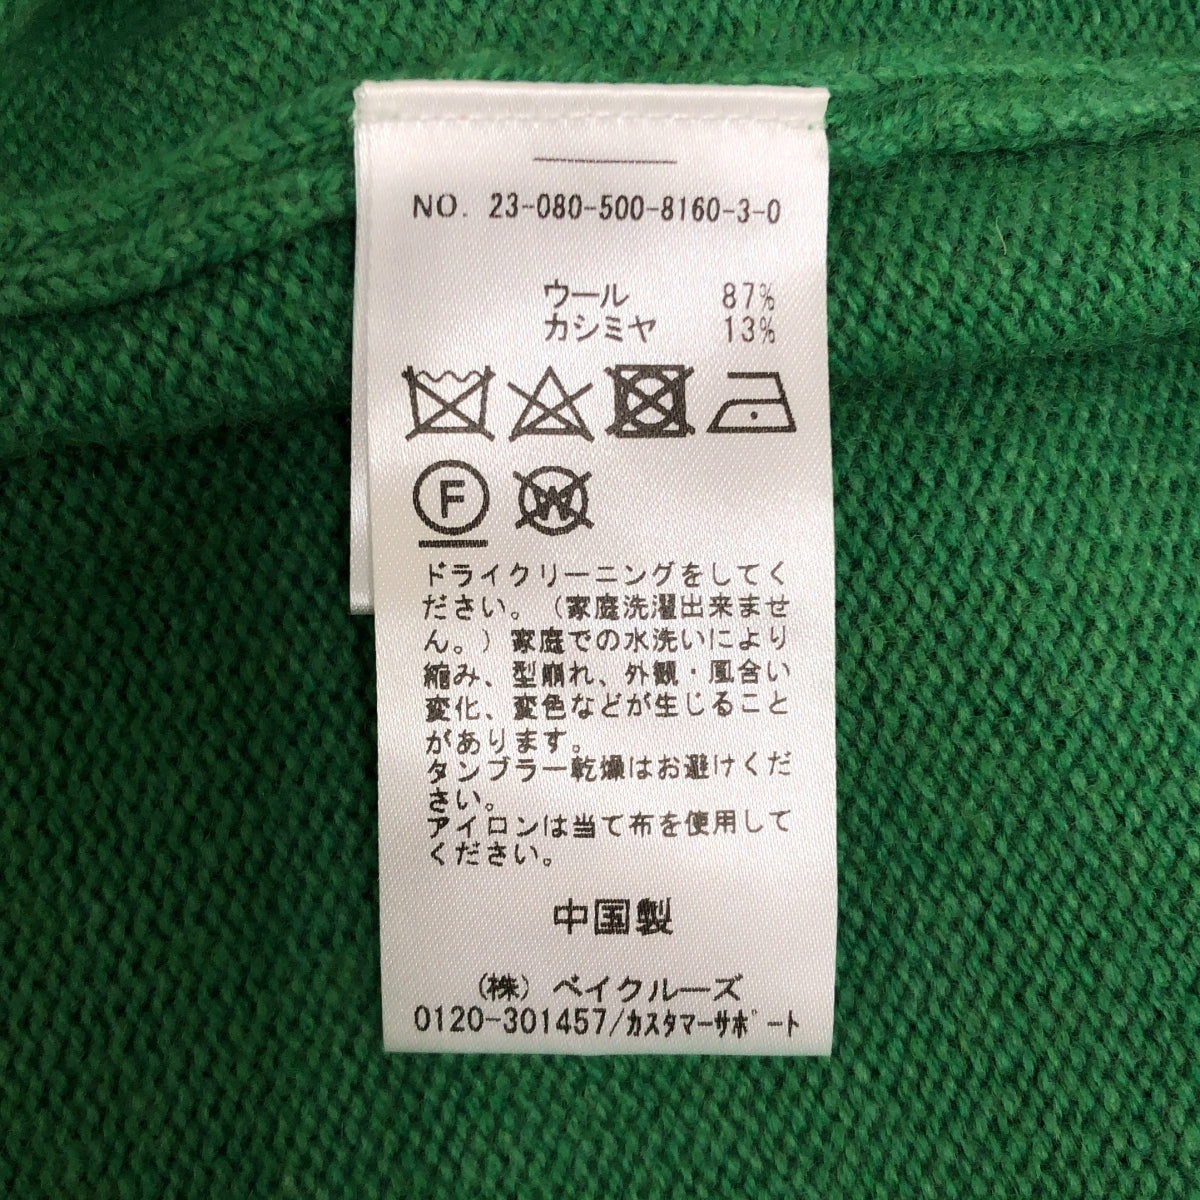 NO. 23-080-500-8160-3-0
ウール 87%
カシミヤ 13%
F W
ドライクリーニングをしてく
ださい。（家庭洗濯出来ませ
ん。）家庭での水洗いにより
縮み、型崩れ、外観・風合い
変化、変色などが生じること
があります。
タンブラー乾燥はお避けくだ
さい。
アイロンは当て布を使用して
ください。
中国製
（株）ベイクルーズ
0120-301457/ｶｽﾀﾏｰｻﾎﾟｰﾄ